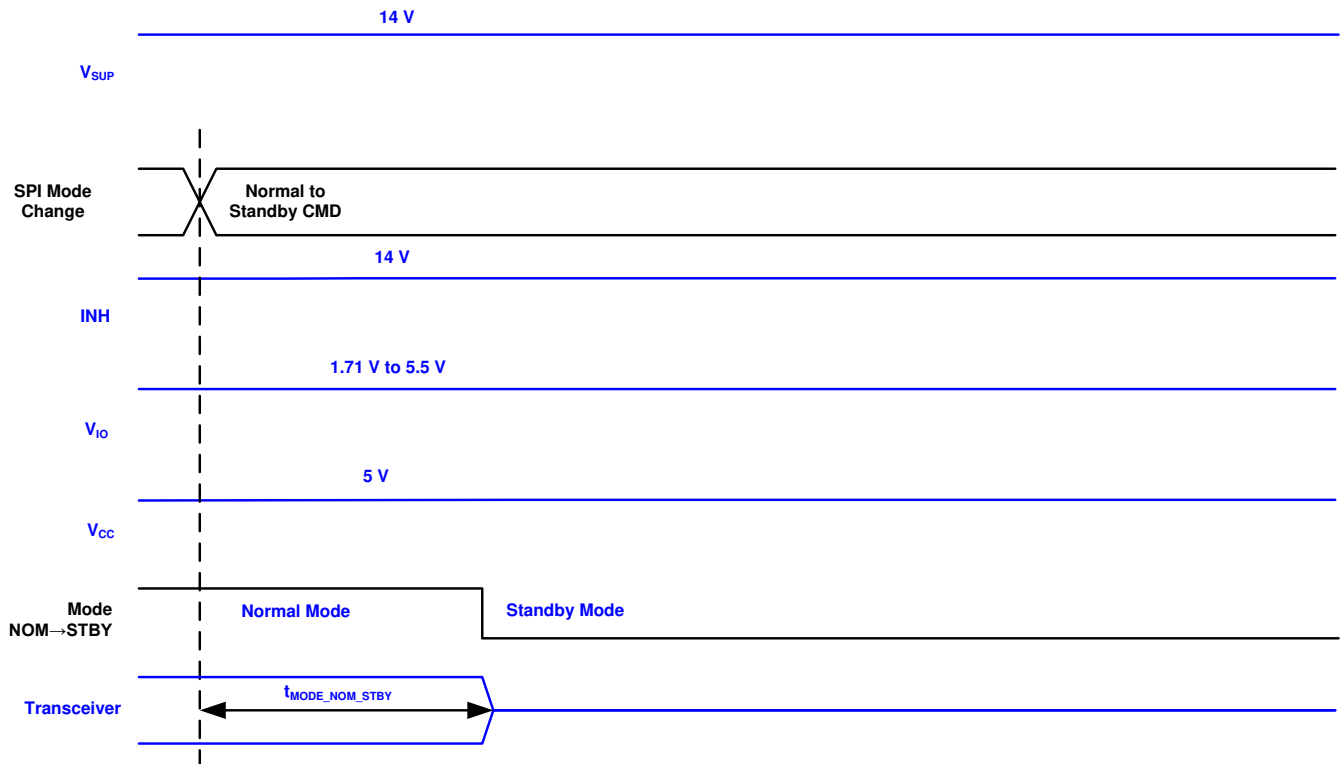 14 V
VSUP
SPI Mode
Change
Normal to
Standby CMD
14 V
INH
1.71 V to 5.5 V
VIO
5 V
VCC
Mode
NOM→STBY
Normal Mode
Standby Mode
Transceiver
tMODE_NOM_STBY